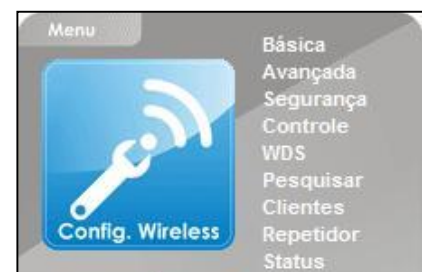 Menu
Config. Wireless
Básica
Avançada
Segurança
Controle
WDS
Pesquisar
Clientes
Repetidor
Status